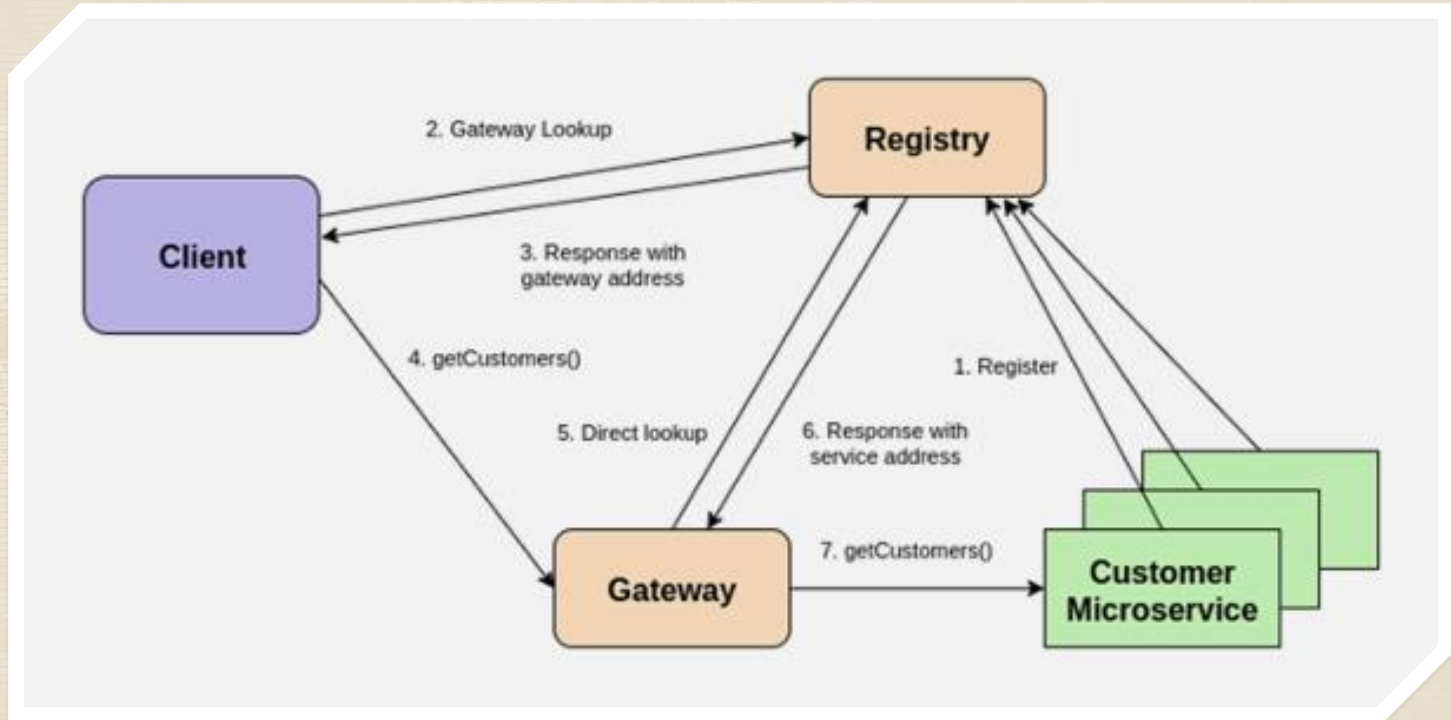 2. Gateway Lookup
Registry
Client
3. Response with
gateway address
4. getCustomers()
1. Register
5. Direct lookup
6. Response with
service address
7. getCustomers()
Gateway
Customer
Microservice